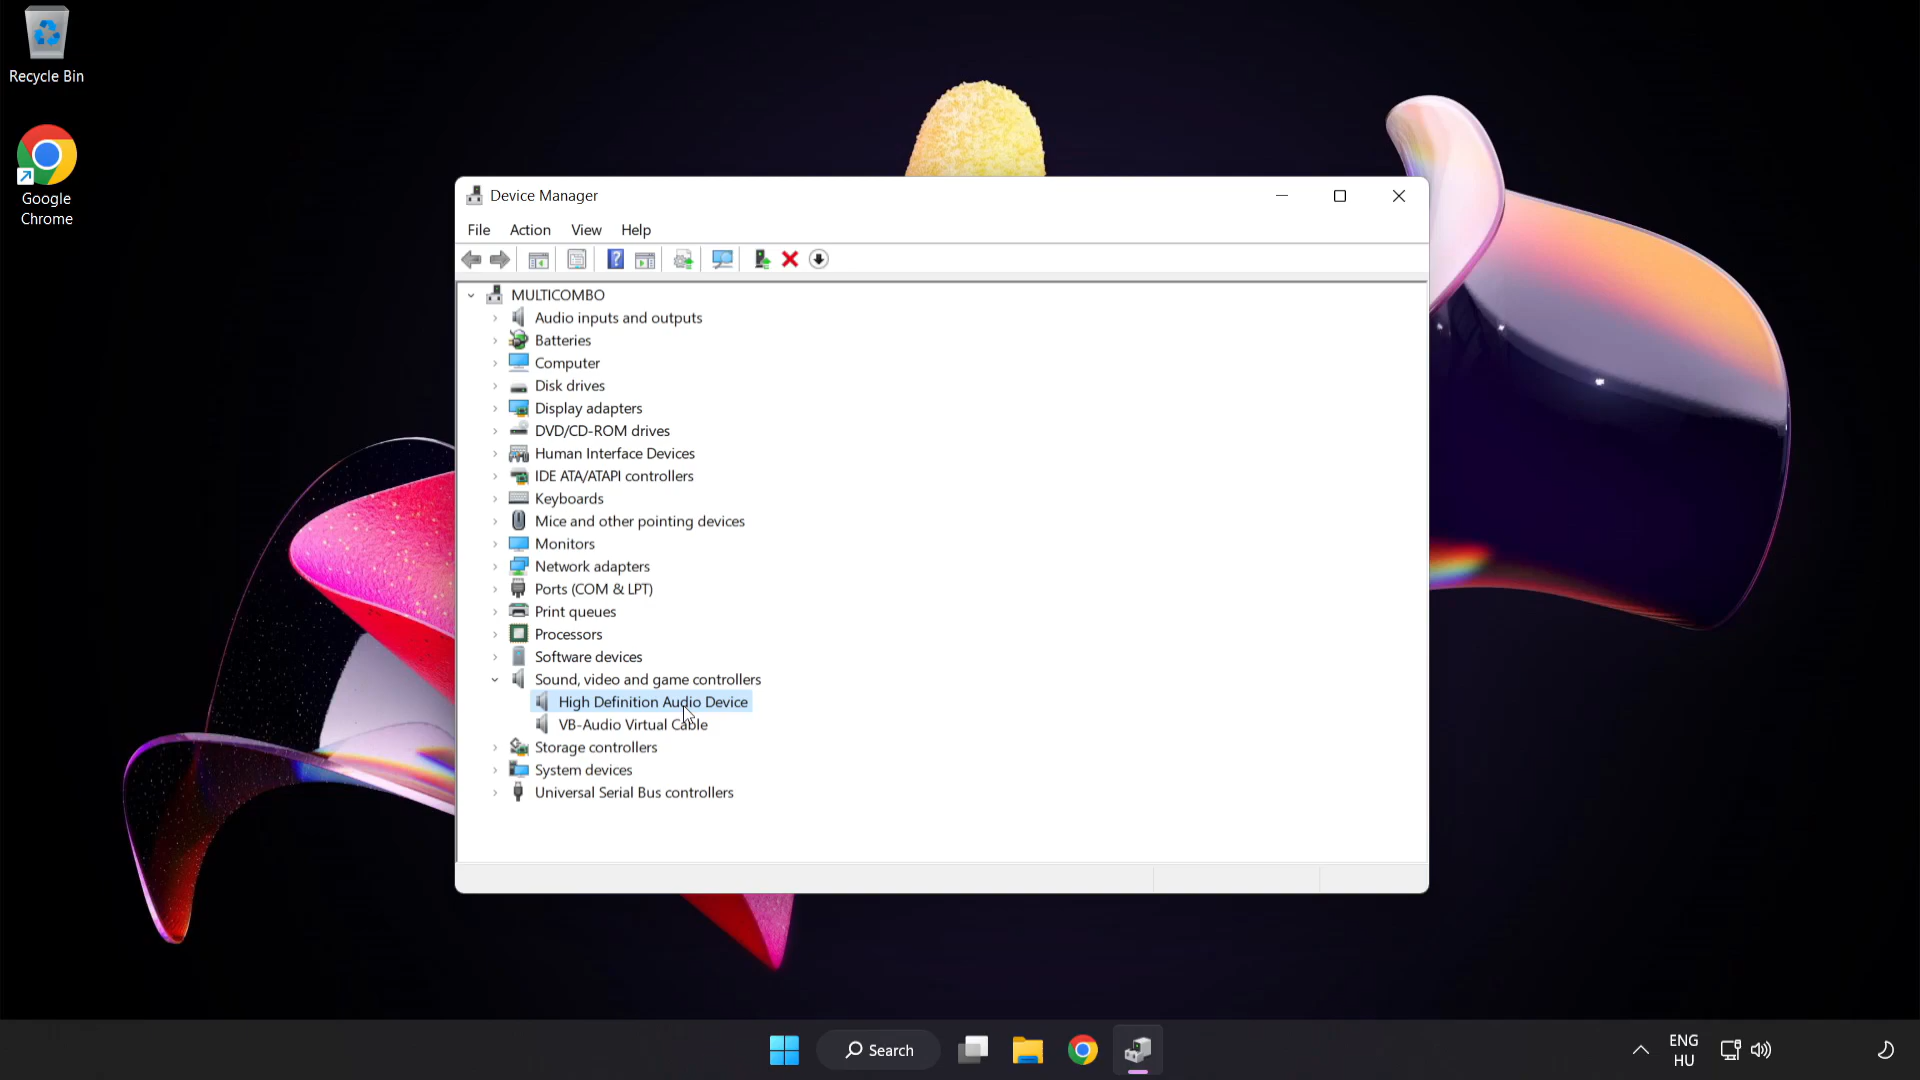 Recycle Bin
Google
Chrome
Device Manager
File Action View Help
MULTICOMBO
Audio inputs and outputs
Batteries
Computer
Disk drives
Display adapters
DVD/CD-ROM drives
Human Interface Devices
IDE ATA/ATAPI controllers
Keyboards
Mice and other pointing devices
Monitors
Network adapters
Ports (COM & LPT)
Print queues
Processors
Software devices
Sound, video and game controllers
High Definition Audio Device
VB-Audio Virtual Cable
Storage controllers
System devices
Universal Serial Bus controllers
Search
ENG
HU